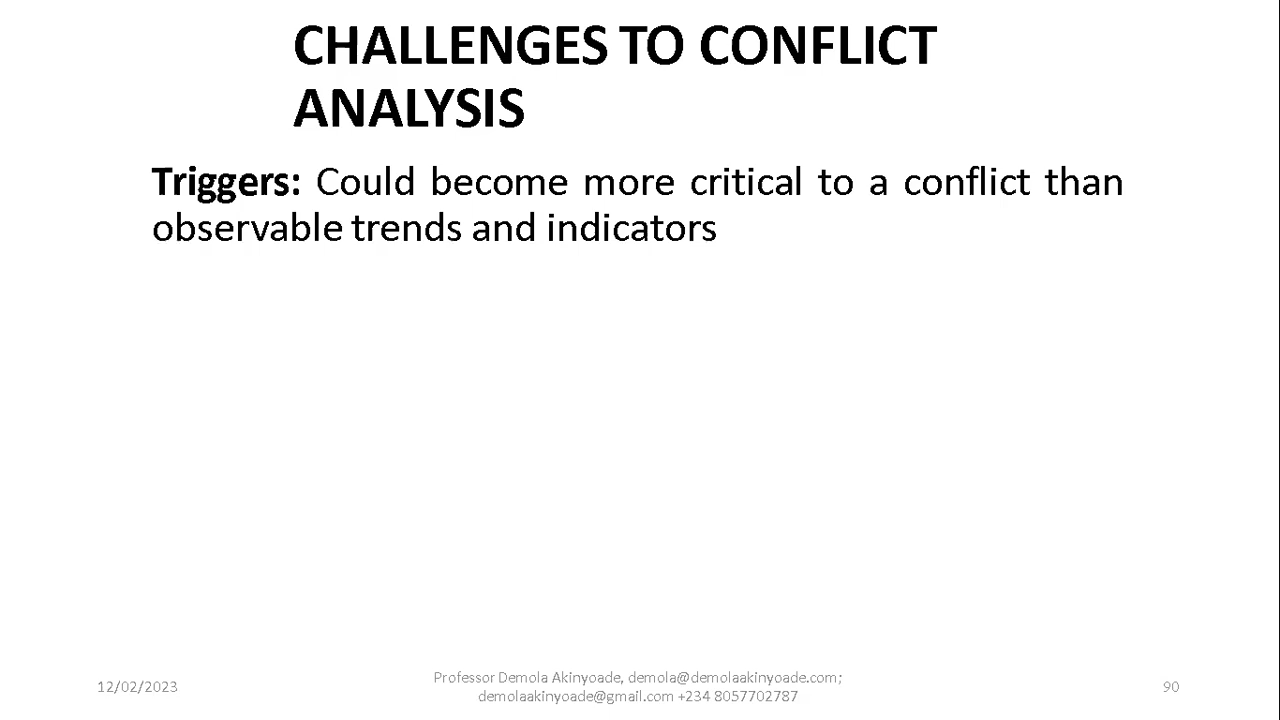 CHALLENGES TO CONFLICT
ANALYSIS
Triggers: Could become more critical to a conflict than
observable trends and indicators
12/02/2023
Professor Demola Akinyoade, demola@demolaakinyoade.com;
demolaakinyoade@gmail.com +234 8057702787
90